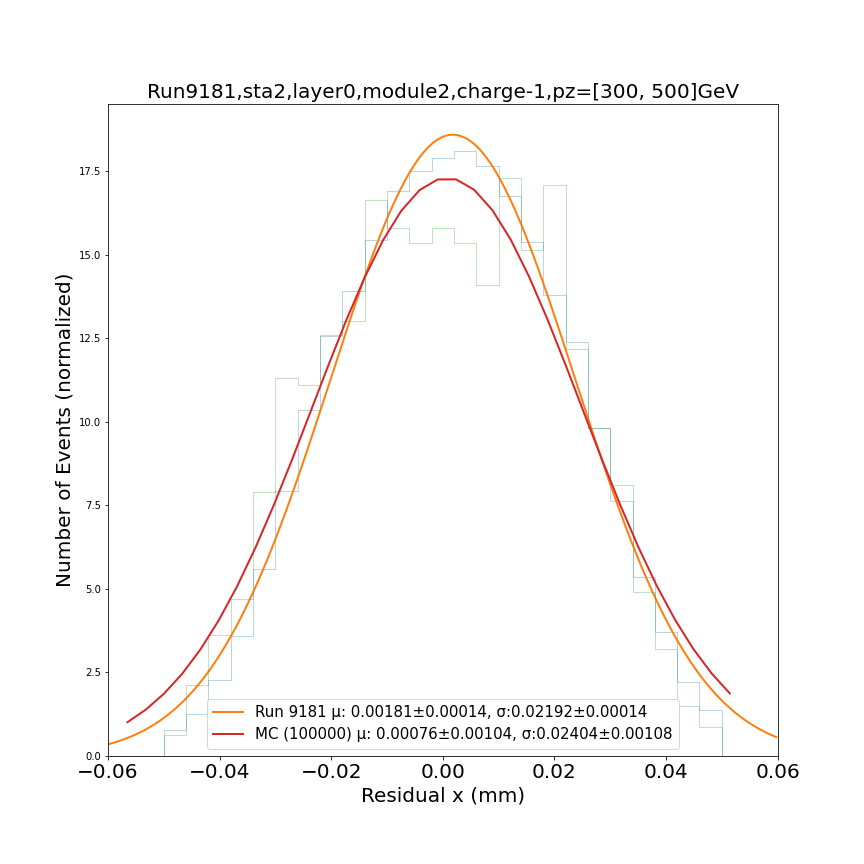 Run9181,sta2,layer0,module2,charge-1,pz=[300, 500]GeV
Number of Events (normalized)
17.5
15.0
12.5
10.0
7.5
5.0
2.5
0.0
Run 9181 μ: 0.00181±0.00014, σ:0.02192±0.00014
MC (100000) μ: 0.00076±0.00104, σ:0.02404±0.00108
−0.06 −0.04 −0.02 0.00 0.02 0.04 0.06
Residual x (mm)